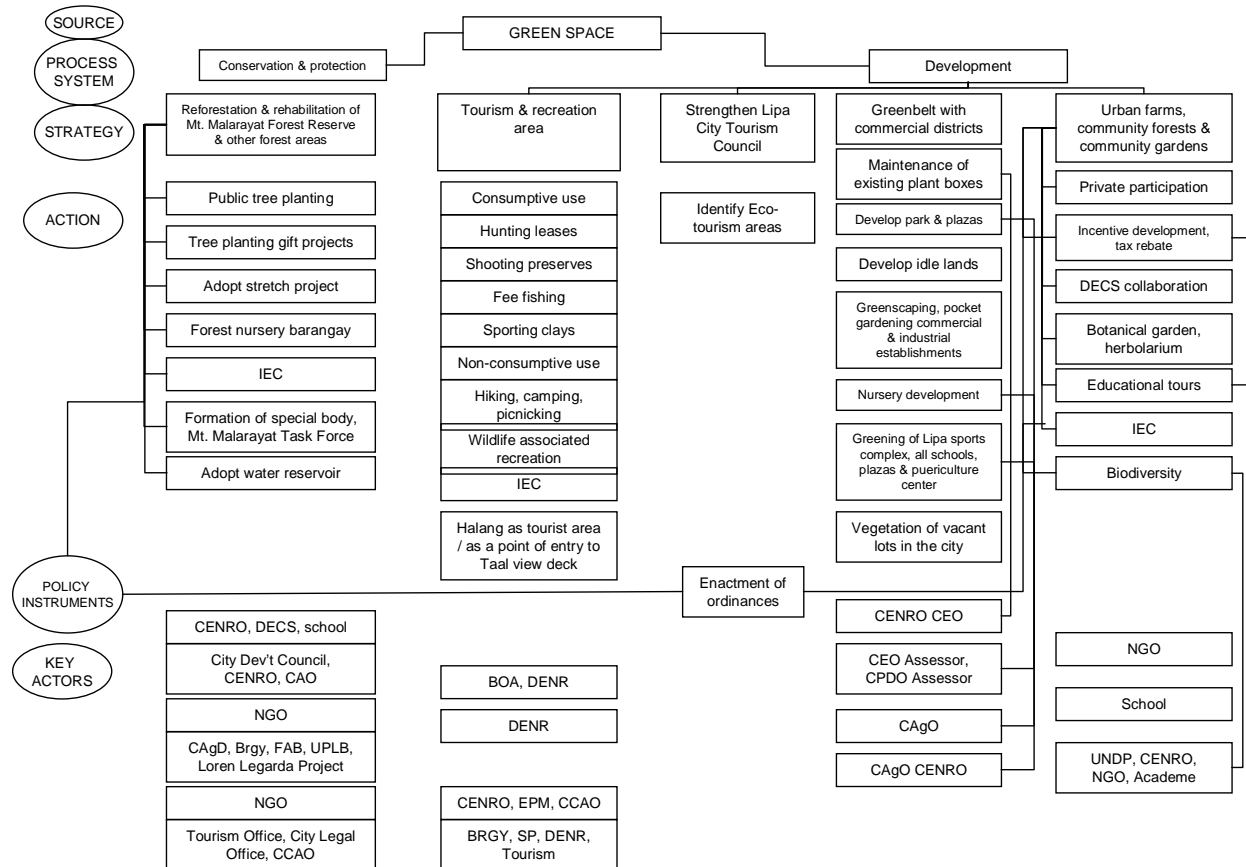 SOURCE
GREEN SPACE
PROCESS
SYSTEM
Conservation & protection
Development
STRATEGY
Reforestation & rehabilitation of
Mt. Malarayat Forest Reserve
& other forest areas
Tourism & recreation
area
Strengthen Lipa
City Tourism
Council
Greenbelt with
commercial districts
Urban farms,
community forests &
community gardens
ACTION
Public tree planting
Tree planting gift projects
Adopt stretch project
Forest nursery barangay
IEC
Formation of special body,
Mt. Malarayat Task Force
Adopt water reservoir
Consumptive use
Hunting leases
Shooting preserves
Fee fishing
Sporting clays
Non-consumptive use
Hiking, camping,
picnicking
Wildlife associated
recreation
IEC
Halang as tourist area
/ as a point of entry to
Taal view deck
Identify Eco-
tourism areas
Maintenance of
existing plant boxes
Develop park & plazas
Develop idle lands
Greenscaping, pocket
gardening commercial
& industrial
establishments
Nursery development
Greening of Lipa sports
complex, all schools,
plazas & puericulture
center
Vegetation of vacant
lots in the city
Private participation
Incentive development,
tax rebate
DECS collaboration
Botanical garden,
herbolarium
Educational tours
IEC
Biodiversity
POLICY
INSTRUMENTS
Enactment of
ordinances
KEY
ACTORS
CENRO, DECS, school
City Dev't Council,
CENRO, CAO
NGO
CAgD, Brgy, FAB, UPLB,
Loren Legarda Project
NGO
Tourism Office, City Legal
Office, CCAO
BOA, DENR
DENR
CENRO, EPM, CCAO
BRGY, SP, DENR,
Tourism
CENRO CEO
CEO Assessor,
CPDO Assessor
CAgO
CAgO CENRO
NGO
School
UNDP, CENRO,
NGO, Academe